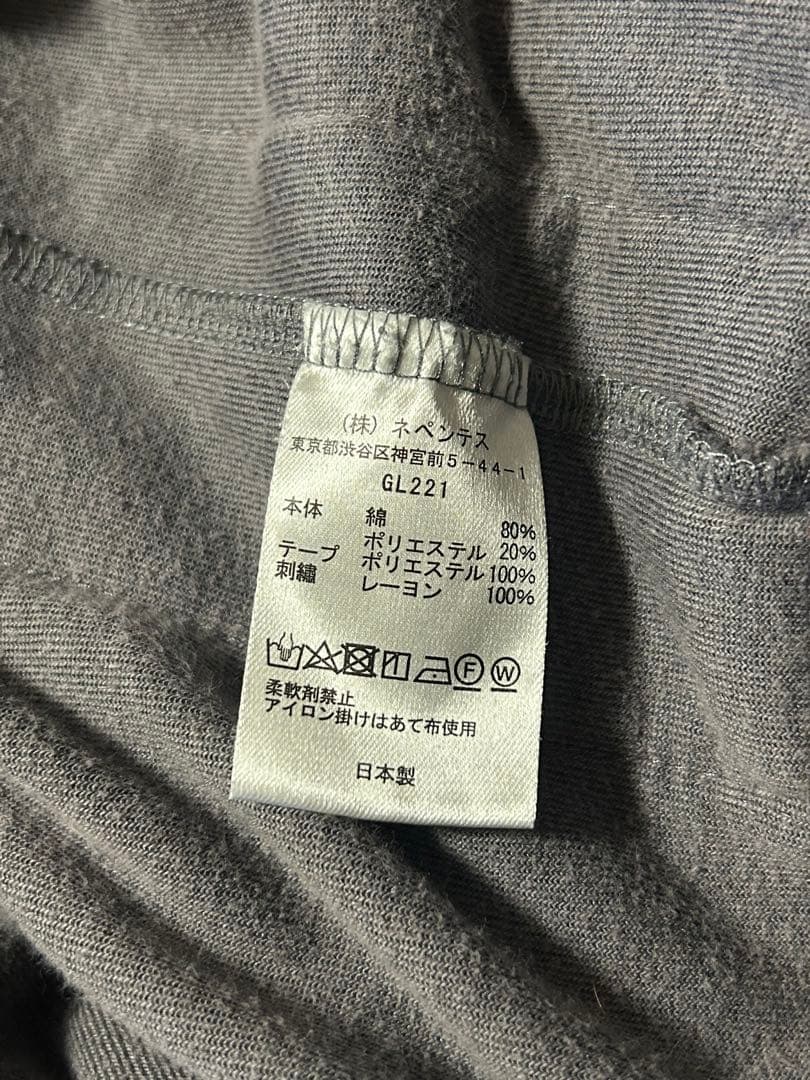 (株)ネペンテス
東京都渋谷区神宮前5-44-1
GL221
本体 綿 80%
ポリエステル 20%
テープ ポリエステル 100%
刺繍 レーヨン 100%
F W
柔軟剤禁止
アイロン掛けはあて布使用
日本製